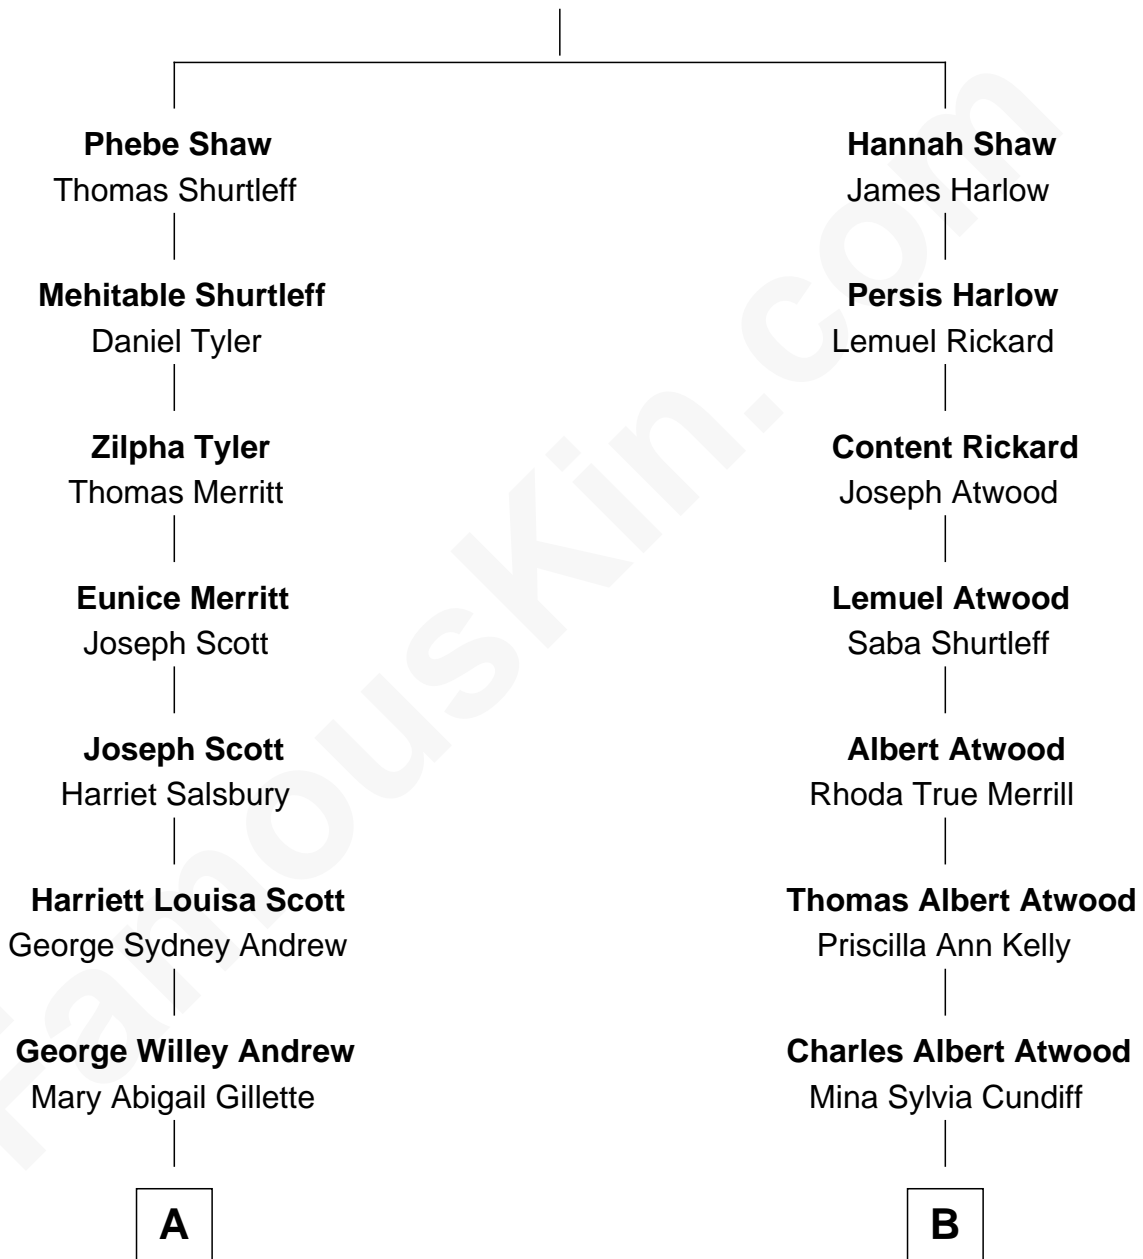 Phebe Shaw
Thomas Shurtleff
Mehitable Shurtleff
Daniel Tyler
Zilpha Tyler
Thomas Merritt
Eunice Merritt
Joseph Scott
Joseph Scott
Harriet Salsbury
Harriett Louisa Scott
George Sydney Andrew
George Willey Andrew
Mary Abigail Gillette
A
Hannah Shaw
James Harlow
Persis Harlow
Lemuel Rickard
Content Rickard
Joseph Atwood
Lemuel Atwood
Saba Shurtleff
Albert Atwood
Rhoda True Merrill
Thomas Albert Atwood
Priscilla Ann Kelly
Charles Albert Atwood
Mina Sylvia Cundiff
B
FamousKin.com